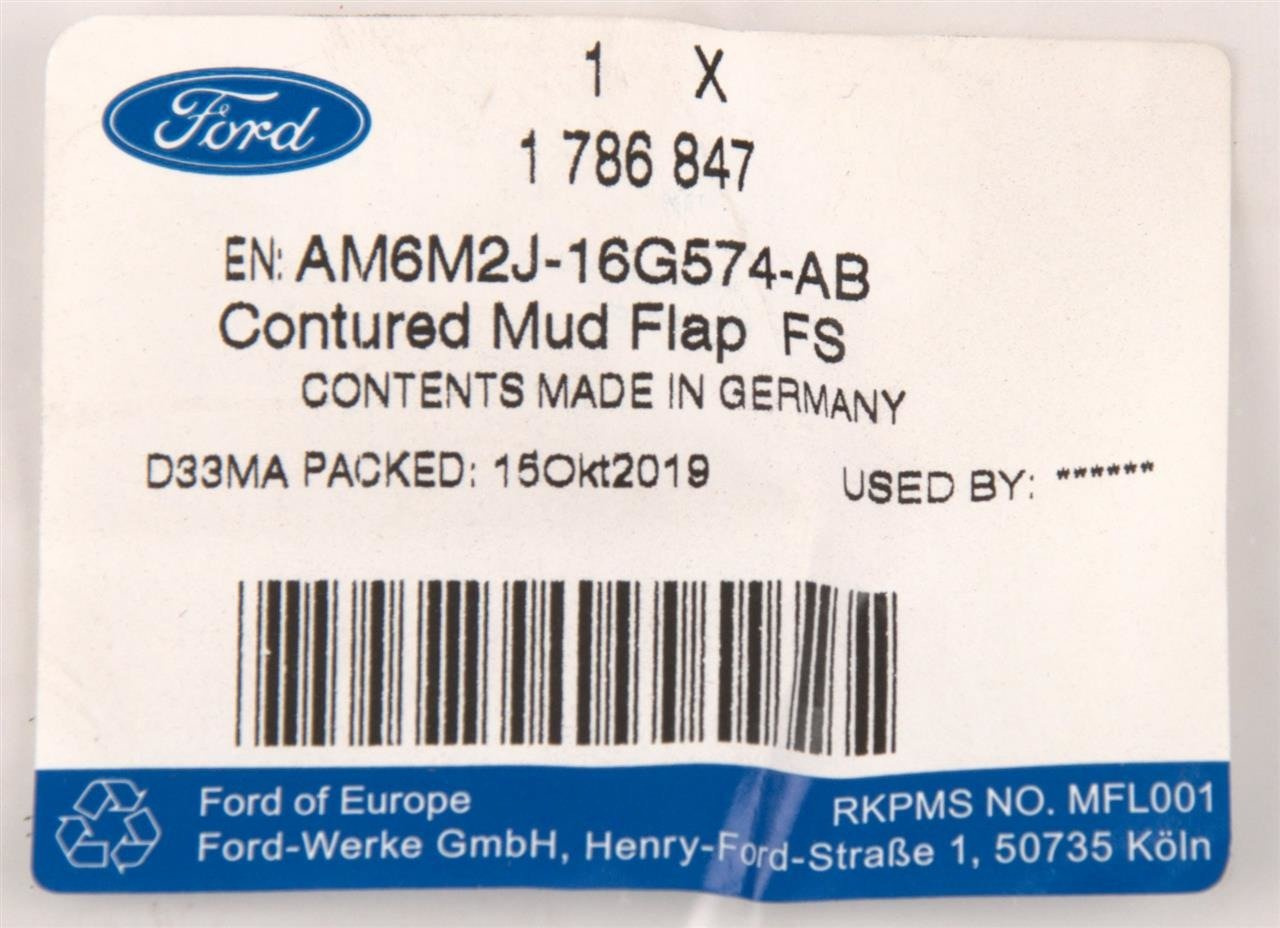 Ford
1 X
1 786 847
EN: AM6M2J-16G574-AB
Contured Mud Flap FS
CONTENTS MADE IN GERMANY
D33MA PACKED: 15Okt2019 USED BY: ******
Ford of Europe
RKPMS NO. MFL001
Ford-Werke GmbH, Henry-Ford-Straße 1, 50735 Köln